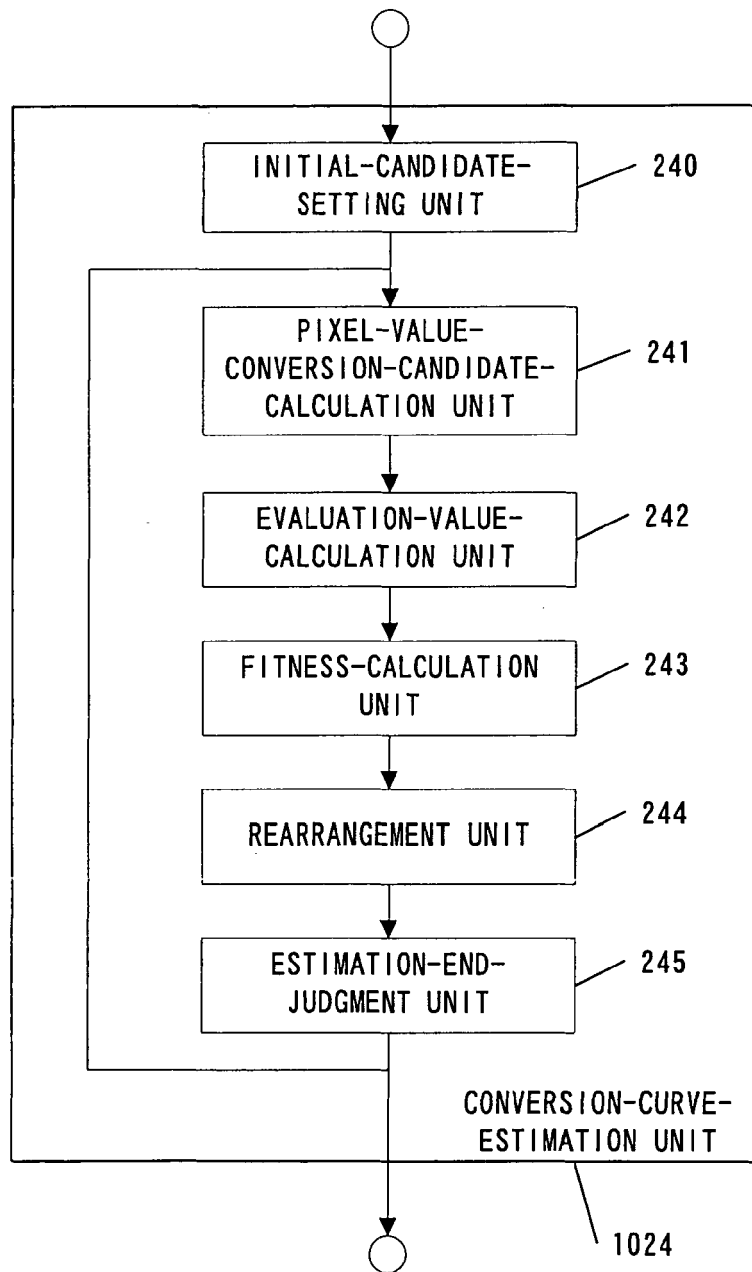 INITIAL-CANDIDATE-
SETTING UNIT
240
PIXEL-VALUE-
CONVERSION-CANDIDATE-
CALCULATION UNIT
241
EVALUATION-VALUE-
CALCULATION UNIT
242
FITNESS-CALCULATION
UNIT
243
REARRANGEMENT UNIT
244
ESTIMATION-END-
JUDGMENT UNIT
245
CONVERSION-CURVE-
ESTIMATION UNIT
1024